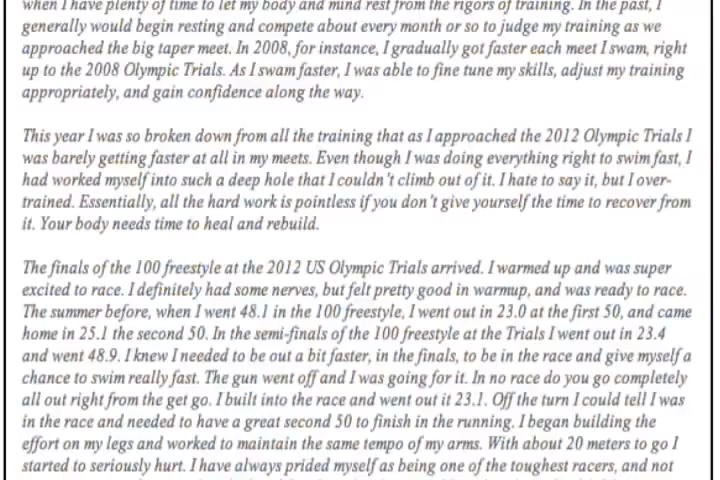 when I have plenty of time to let my body and mind rest from the rigors of training. In the past, I
generally would begin resting and compete about every month or so to judge my training as we
approached the big taper meet. In 2008, for instance, I gradually got faster each meet I swam, right
up to the 2008 Olympic Trials. As I swam faster, I was able to fine tune my skills, adjust my training
appropriately, and gain confidence along the way.
This year I was so broken down from all the training that as I approached the 2012 Olympic Trials I
was barely getting faster at all in my meets. Even though I was doing everything right to swim fast, I
had worked myself into such a deep hole that I couldn't climb out of it. I hate to say it, but I over-
trained. Essentially, all the hard work is pointless if you don't give yourself the time to recover from
it. Your body needs time to heal and rebuild.
The finals of the 100 freestyle at the 2012 US Olympic Trials arrived. I warmed up and was super
excited to race. I definitely had some nerves, but felt pretty good in warmup, and was ready to race.
The summer before, when I went 48.1 in the 100 freestyle, I went out in 23.0 at the first 50, and came
home in 25.1 the second 50. In the semi-finals of the 100 freestyle at the Trials I went out in 23.4
and went 48.9. I knew I needed to be out a bit faster, in the finals, to be in the race and give myself a
chance to swim really fast. The gun went off and I was going for it. In no race do you go completely
all out right from the get go. I built into the race and went out it 23.1. Off the turn I could tell I was
in the race and needed to have a great second 50 to finish in the running. I began building the
effort on my legs and worked to maintain the same tempo of my arms. With about 20 meters to go I
started to seriously hurt. I have always prided myself as being one of the toughest racers, and not